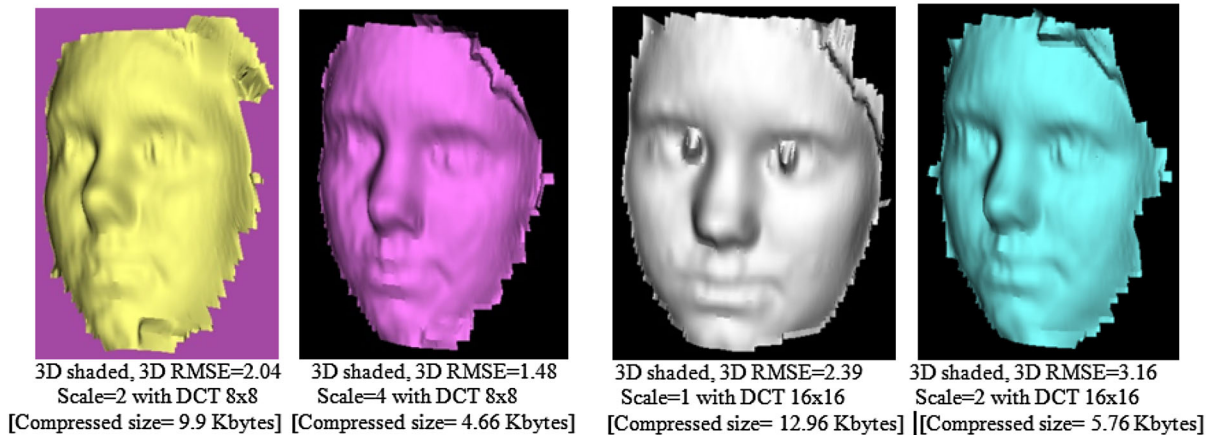 3D shaded, 3D RMSE=2.04
Scale=2 with DCT 8x8
[Compressed size= 9.9 Kbytes]
3D shaded, 3D RMSE=1.48
Scale=4 with DCT 8x8
[Compressed size= 4.66 Kbytes]
3D shaded, 3D RMSE=2.39
Scale=1 with DCT 16x16
[Compressed size= 12.96 Kbytes]
3D shaded, 3D RMSE=3.16
Scale=2 with DCT 16x16
[Compressed size= 5.76 Kbytes]